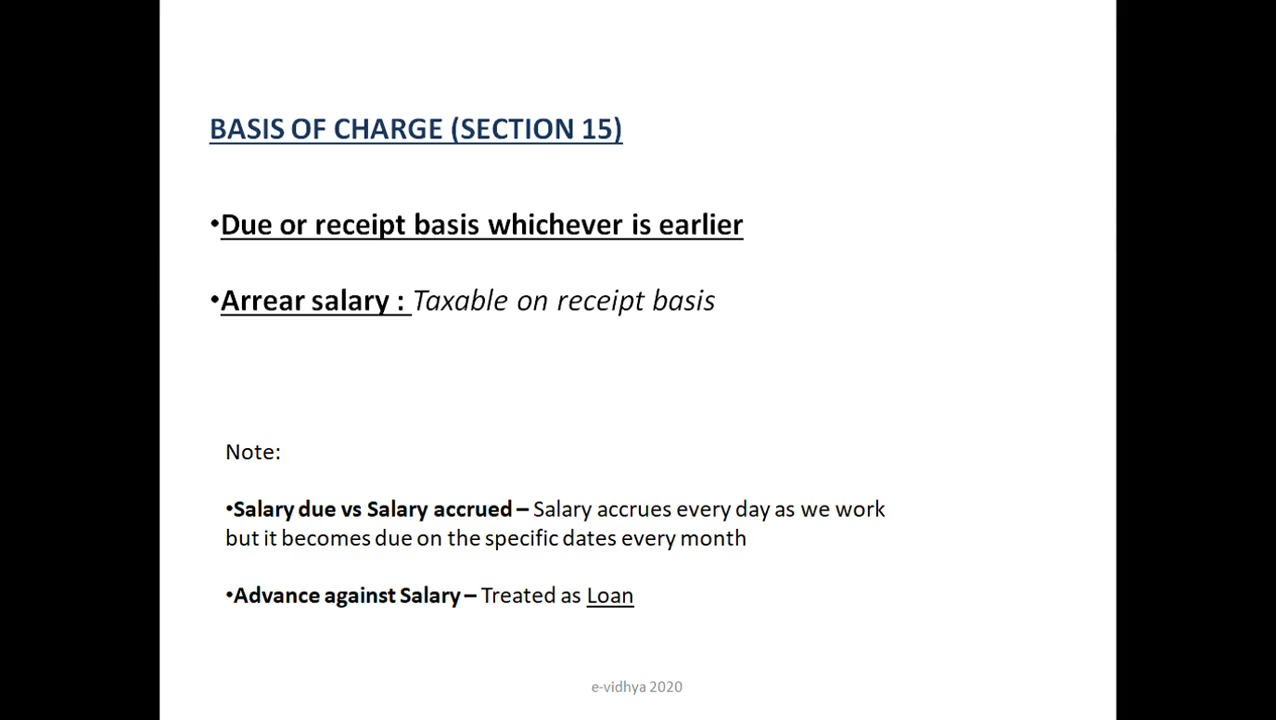 BASIS OF CHARGE (SECTION 15)
•Due or receipt basis whichever is earlier
•Arrear salary : Taxable on receipt basis
Note:
•Salary due vs Salary accrued – Salary accrues every day as we work
but it becomes due on the specific dates every month
•Advance against Salary – Treated as Loan
e-vidhya 2020